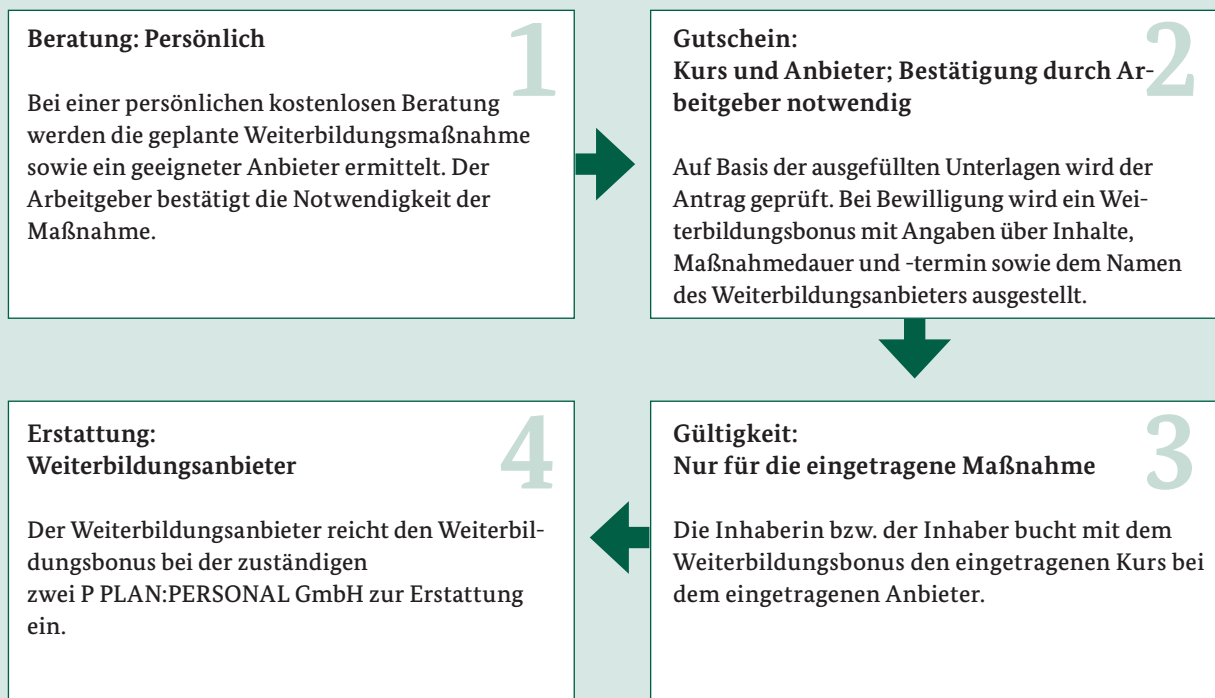 1
Beratung: Persönlich
Bei einer persönlichen kostenlosen Beratung
werden die geplante Weiterbildungsmaßnahme
sowie ein geeigneter Anbieter ermittelt. Der
Arbeitgeber bestätigt die Notwendigkeit der
Maßnahme.
2
Gutschein:
Kurs und Anbieter; Bestätigung durch Ar-
beitgeber notwendig
Auf Basis der ausgefüllten Unterlagen wird der
Antrag geprüft. Bei Bewilligung wird ein Wei-
terbildungsbonus mit Angaben über Inhalte,
Maßnahmedauer und -termin sowie dem Namen
des Weiterbildungsanbieters ausgestellt.
3
Gültigkeit:
Nur für die eingetragene Maßnahme
Die Inhaberin bzw. der Inhaber bucht mit dem
Weiterbildungsbonus den eingetragenen Kurs bei
dem eingetragenen Anbieter.
4
Erstattung:
Weiterbildungsanbieter
Der Weiterbildungsanbieter reicht den Weiterbil-
dungsbonus bei der zuständigen
zwei P PLAN:PERSONAL GmbH zur Erstattung
ein.